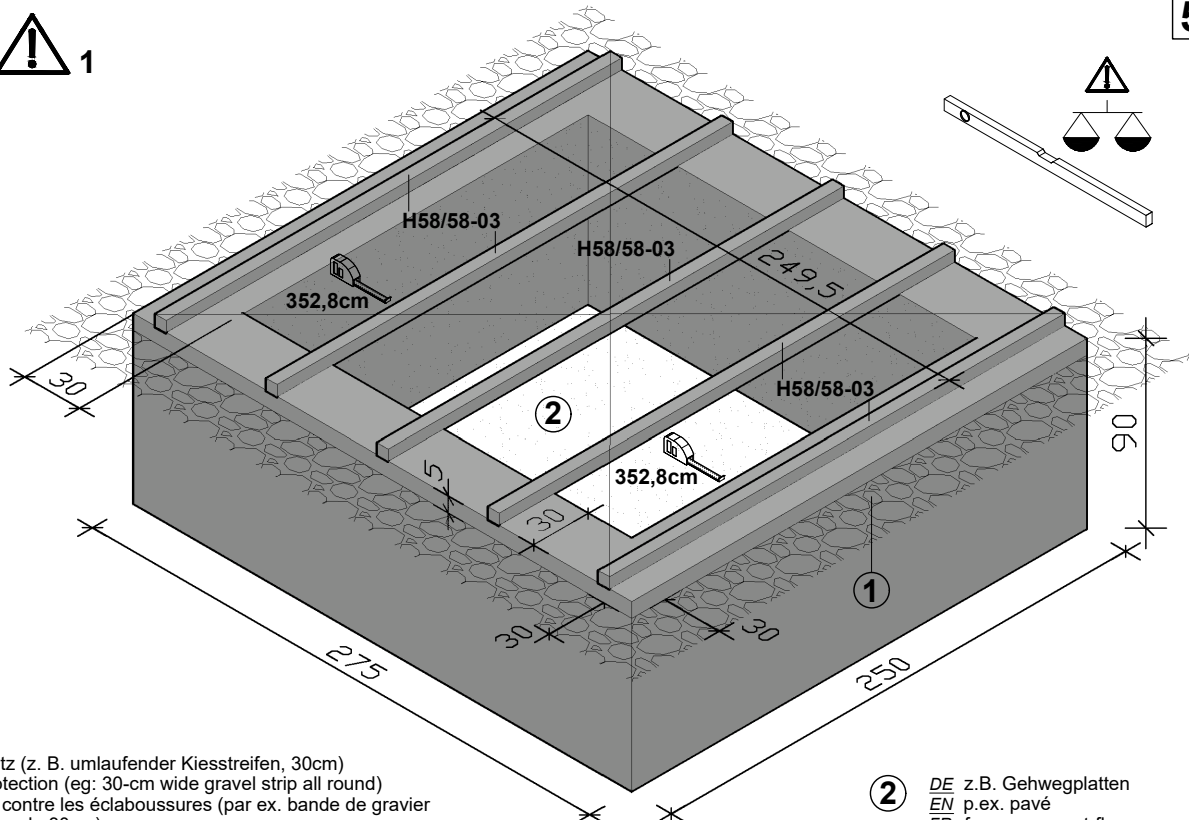 1
5
H58/58-03
H58/58-03
249,5
352,8cm
30
H58/58-03
2
90
5
352,8cm
30
1
30
30
275
250
tz (z. B. umlaufender Kiesstreifen, 30cm)
otection (eg: 30-cm wide gravel strip all round)
contre les éclaboussures (par ex. bande de gravier
2
DE z.B. Gehwegplatten
EN p.ex. pavé